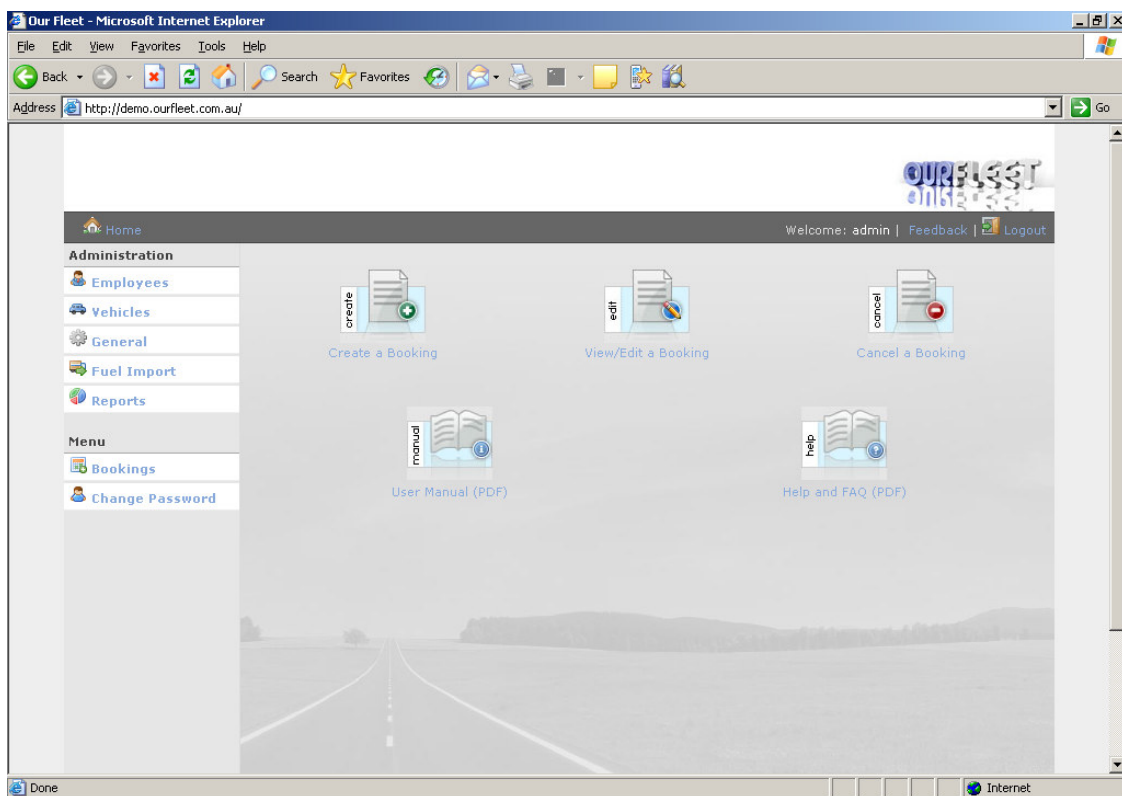 Our Fleet - Microsoft Internet Explorer
File Edit View Favorites Tools Help
Back Search Favorites
Address http://demo.ourfleet.com.au/ Go
OURFLEET
Home Welcome: admin | Feedback | Logout
Administration
Employees
Vehicles
General
Fuel Import
Reports
Menu
Bookings
Change Password
create
Create a Booking
edit
View/Edit a Booking
cancel
Cancel a Booking
manual
User Manual (PDF)
help
Help and FAQ (PDF)
Done Internet